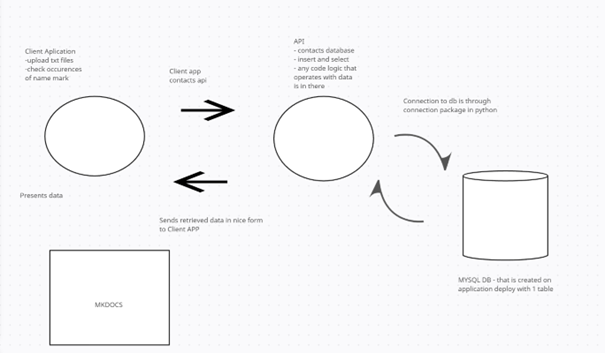 Client Aplication
-upload txt files
-check occurences
of name mark
Client app
contacts api
API
- contacts database
- insert and select
- any code logic that
operates with data
is in there
Connection to db is through
connection package in python
Presents data
Sends retrieved data in nice form
to Client APP
MKDOCS
MYSQL DB - that is created on
application deploy with 1 table